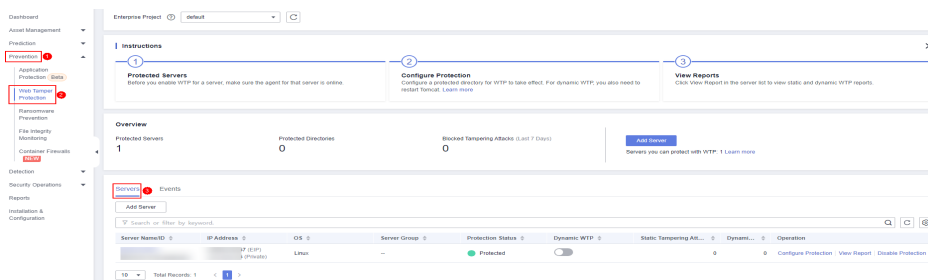 Dashboard
Asset Management
Prediction
Prevention 1
Application
Protection Beta
Web Tamper
Protection 2
Ransomware
Prevention
File Integrity
Monitoring
Container Firewalls
NEW
Detection
Security Operations
Reports
Installation &
Configuration
Enterprise Project default
Instructions
1
Protected Servers
Before you enable WTP for a server, make sure the agent for that server is online.
2
Configure Protection
Configure a protected directory for WTP to take effect. For dynamic WTP, you also need to
restart Tomcat. Learn more
3
View Reports
Click View Report in the server list to view static and dynamic WTP reports.
Overview
Protected Servers
1
Protected Directories
0
Blocked Tampering Attacks (Last 7 Days)
0
Add Server
Servers you can protect with WTP: 1 Learn more
Servers 3 Events
Add Server
Search or filter by keyword.
Server Name/ID IP Address OS Server Group Protection Status Dynamic WTP Static Tampering Att... Dynami... Operation
(EIP)
(Private)
Linux -- Protected 0 0 Configure Protection View Report Disable Protection
10 Total Records: 1 < 1 >